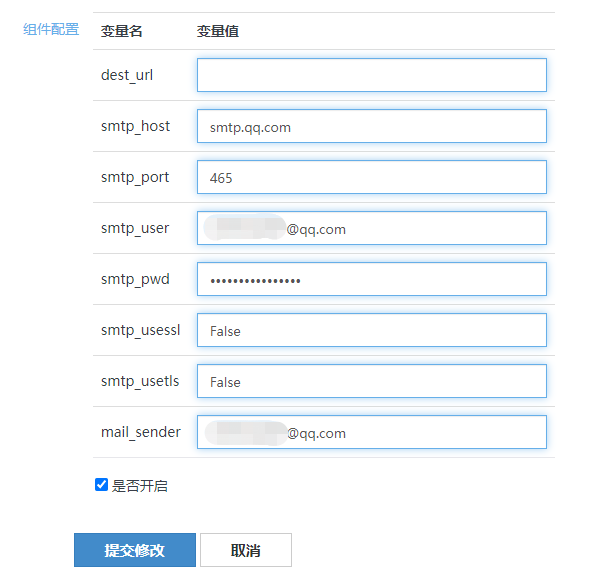 组件配置
变量名 变量值
dest_url
smtp_host smtp.qq.com
smtp_port 465
smtp_user @qq.com
smtp_pwd ••••••••••••••••
smtp_usessl False
smtp_usetls False
mail_sender @qq.com
是否开启
提交修改 取消